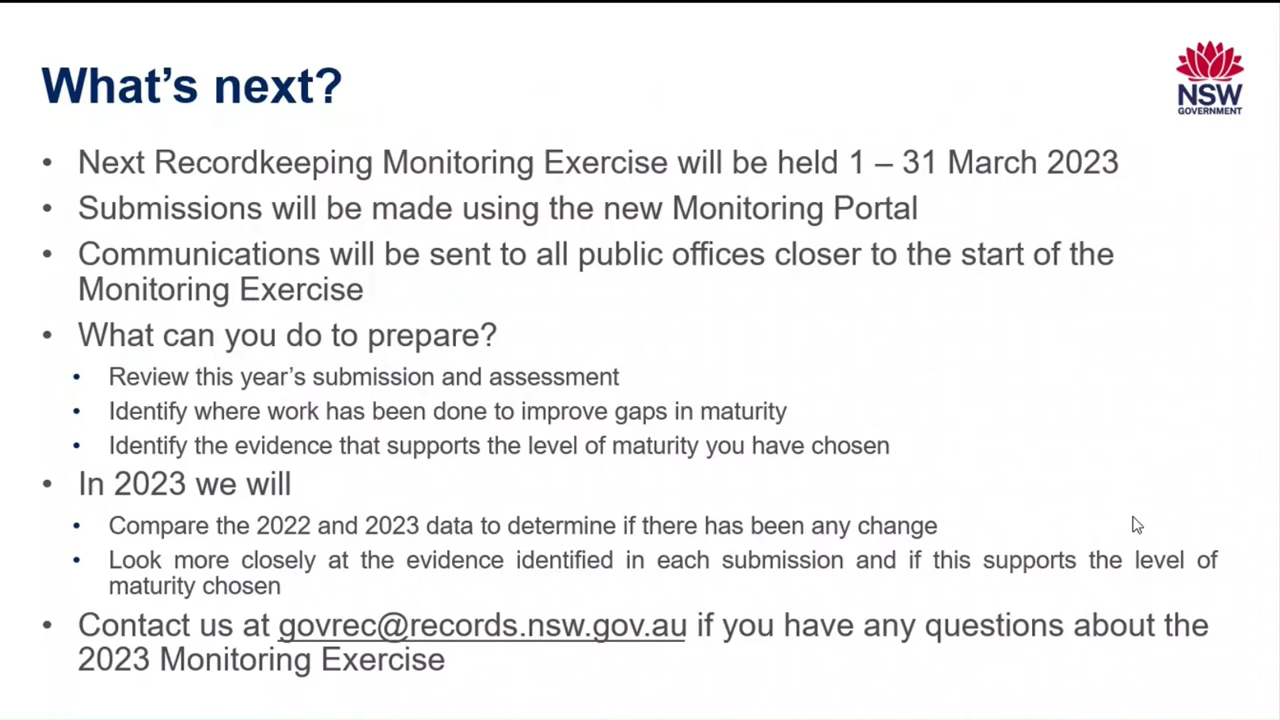 What's next?
NSW
GOVERNMENT
• Next Recordkeeping Monitoring Exercise will be held 1 – 31 March 2023
• Submissions will be made using the new Monitoring Portal
• Communications will be sent to all public offices closer to the start of the
Monitoring Exercise
• What can you do to prepare?
• Review this year's submission and assessment
• Identify where work has been done to improve gaps in maturity
• Identify the evidence that supports the level of maturity you have chosen
• In 2023 we will
• Compare the 2022 and 2023 data to determine if there has been any change
• Look more closely at the evidence identified in each submission and if this supports the level of
maturity chosen
• Contact us at govrec@records.nsw.gov.au if you have any questions about the
2023 Monitoring Exercise